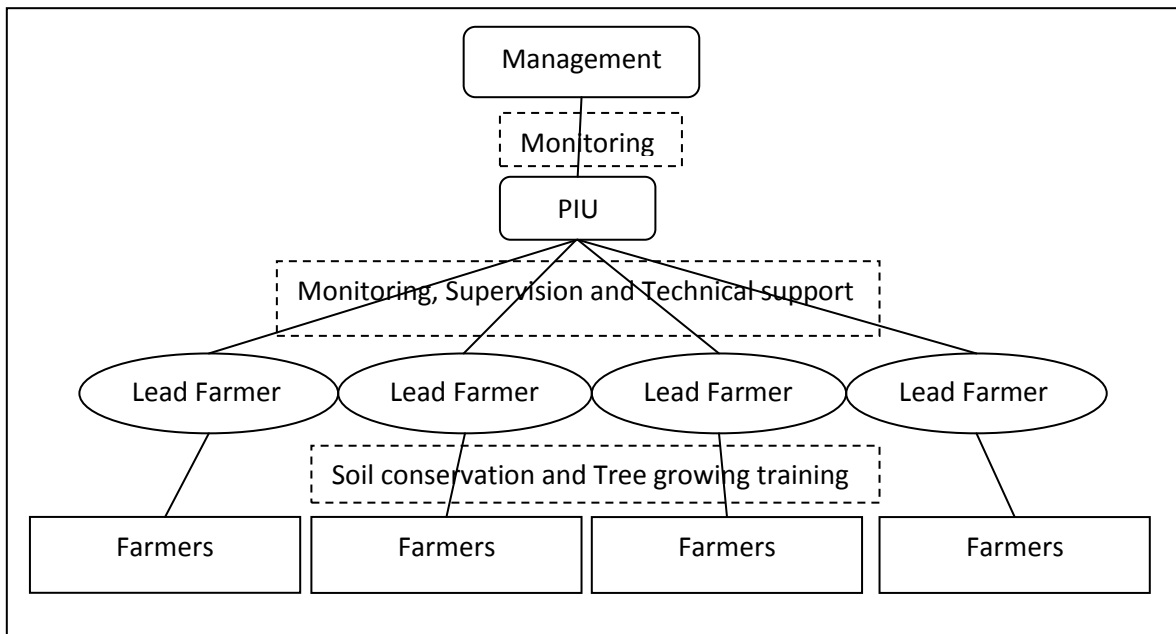 Management
Monitoring
PIU
Monitoring, Supervision and Technical support
Lead Farmer
Lead Farmer
Lead Farmer
Lead Farmer
Soil conservation and Tree growing training
Farmers
Farmers
Farmers
Farmers